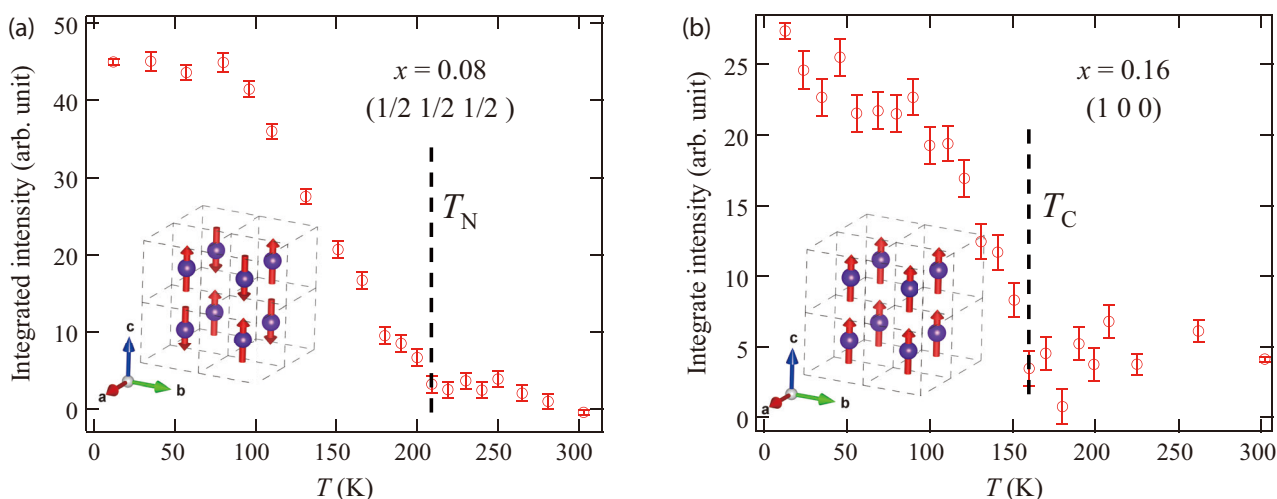 (a)
50
40
30
20
10
0
Integrated intensity (arb. unit)
x = 0.08
(1/2 1/2 1/2 )
T_N
c
a
b
0 50 100 150 200 250 300
T (K)
(b)
25
20
15
10
5
0
Integrate intensity (arb. unit)
x = 0.16
(1 0 0)
T_C
c
a
b
0 50 100 150 200 250 300
T (K)